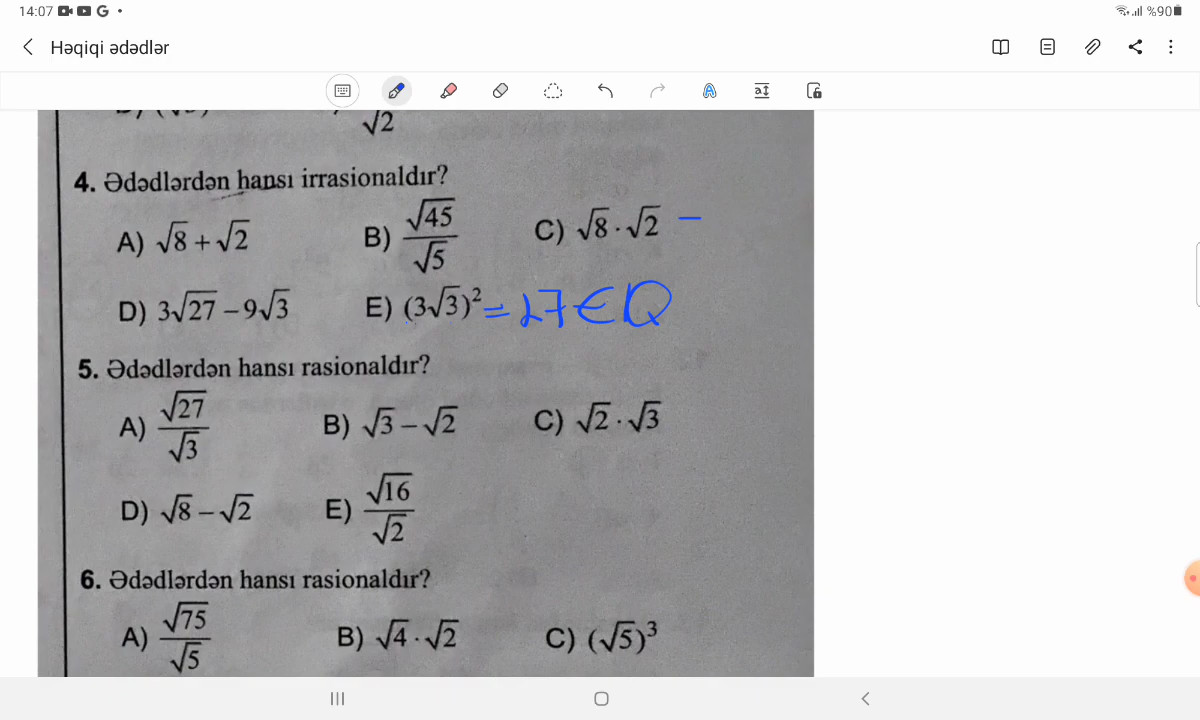 14:07 G • %90
Həqiqi ədədlər
√2
4. Ədədlərdən hansı irrasionaldır?
A) √8 + √2 B) √45/√5 C) √8 · √2 –
D) 3√27 – 9√3 E) (3√3)² = 27 ∈ Q
5. Ədədlərdən hansı rasionaldır?
A) √27/√3 B) √3 – √2 C) √2 · √3
D) √8 – √2 E) √16/√2
6. Ədədlərdən hansı rasionaldır?
A) √75/√5 B) √4 · √2 C) (√5)³